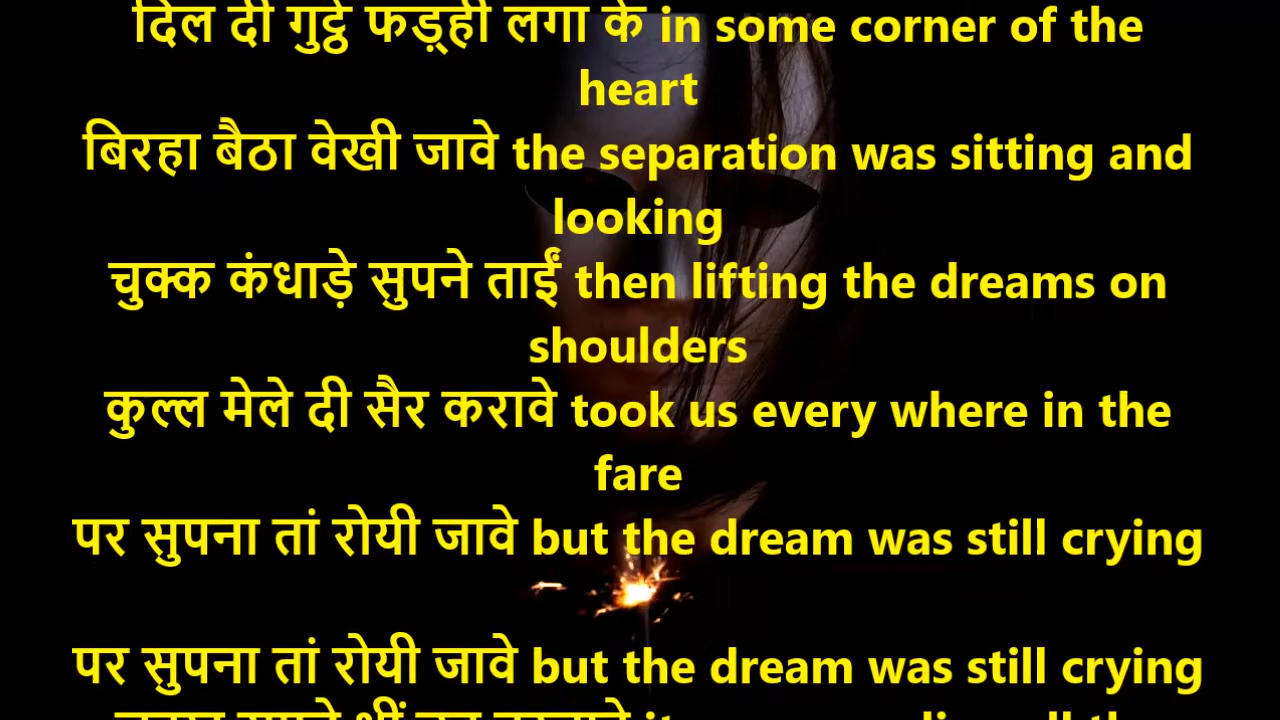 दिल दी गुट्ठे फड़्ही लगा के in some corner of the
heart
बिरहा बैठा वेखी जावे the separation was sitting and
looking
चुक्क कंधाड़े सुपने ताईं then lifting the dreams on
shoulders
कुल्ल मेले दी सैर करावे took us every where in the
fare
पर सुपना तां रोयी जावे but the dream was still crying
पर सुपना तां रोयी जावे but the dream was still crying